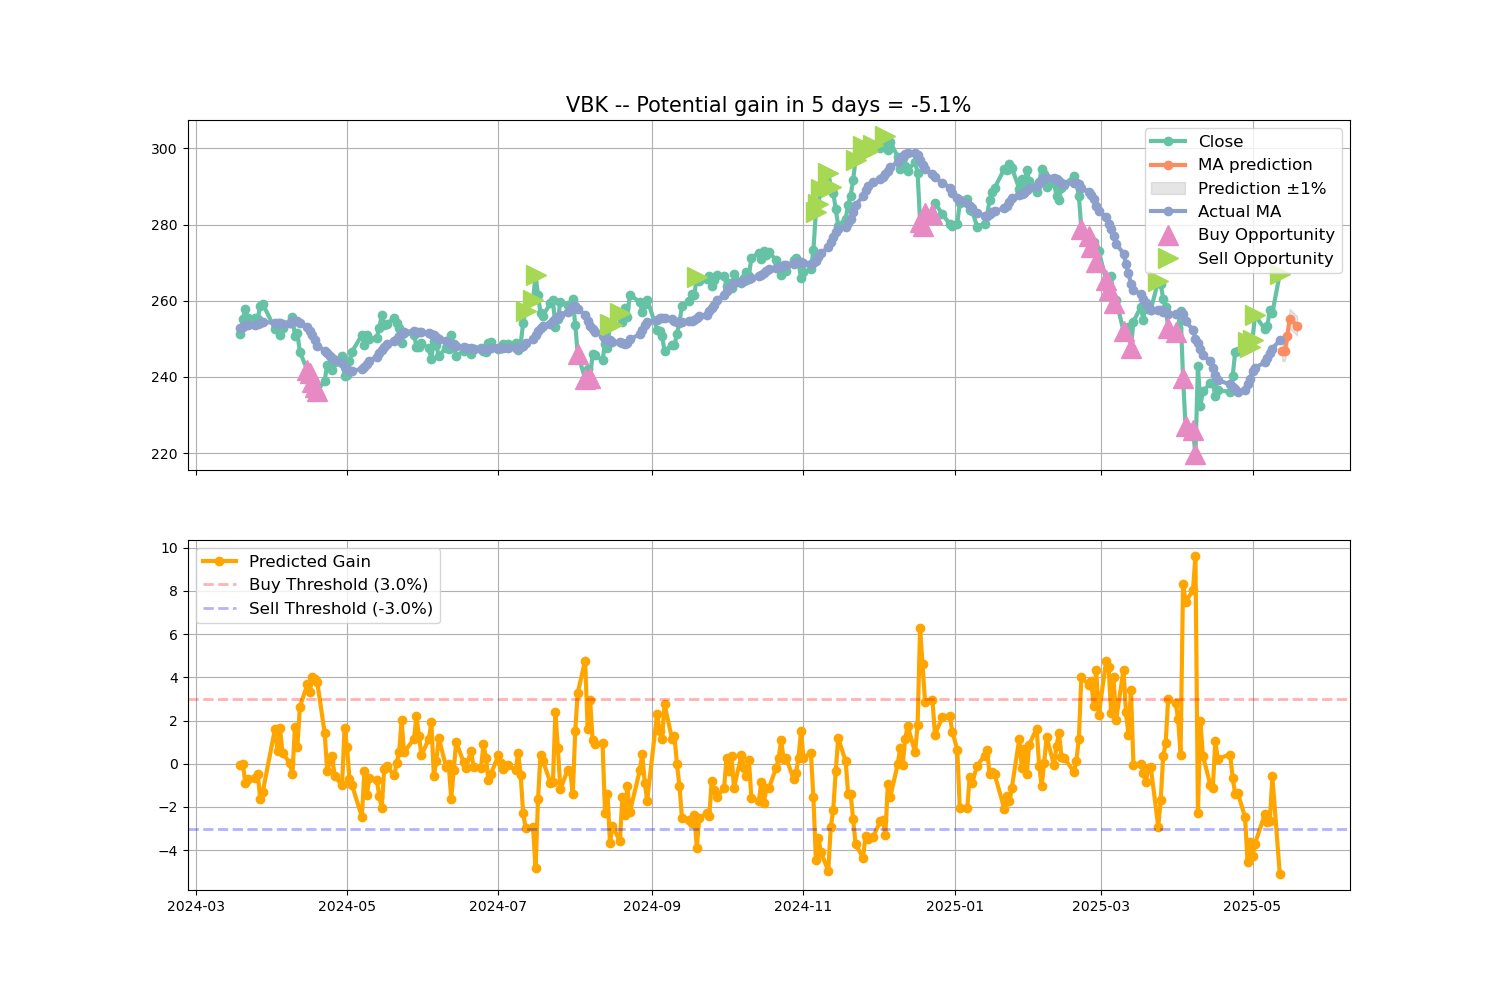 VBK -- Potential gain in 5 days = -5.1%
300
280
260
240
220
Close
MA prediction
Prediction ±1%
Actual MA
Buy Opportunity
Sell Opportunity
10
8
6
4
2
0
−2
−4
Predicted Gain
Buy Threshold (3.0%)
Sell Threshold (-3.0%)
2024-03 2024-05 2024-07 2024-09 2024-11 2025-01 2025-03 2025-05